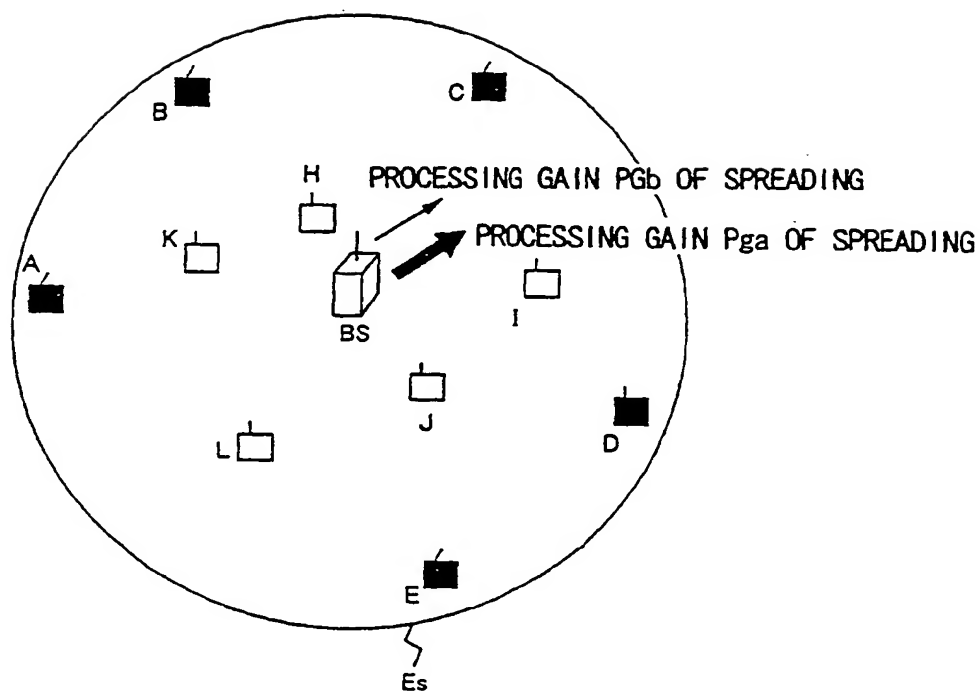 B
C
H
PROCESSING GAIN PGb OF SPREADING
K
PROCESSING GAIN Pga OF SPREADING
A
I
BS
J
D
L
E
Es